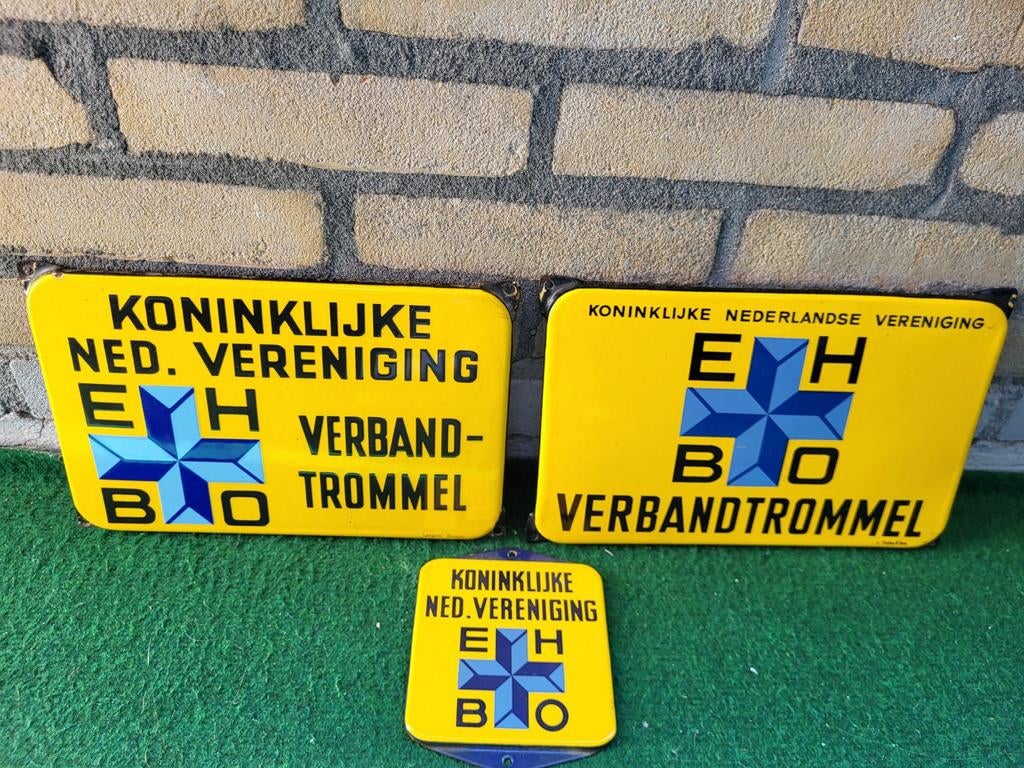 KONINKLIJKE
NED. VERENIGING
E H
B O
VERBAND-
TROMMEL
KONINKLIJKE NEDERLANDSE VERENIGING
E H
B O
VERBANDTROMMEL
KONINKLIJKE
NED. VERENIGING
E H
B O